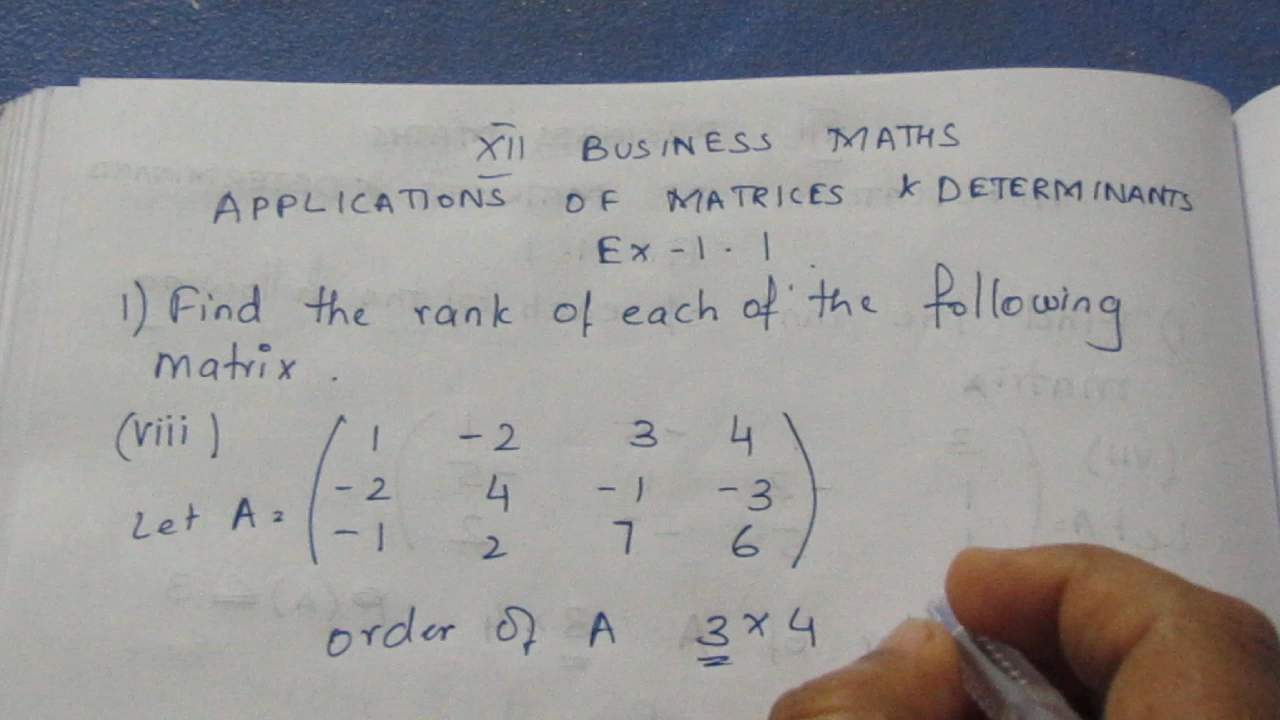 XII BUSINESS MATHS
APPLICATIONS OF MATRICES & DETERMINANTS
Ex - 1 . 1
1) Find the rank of each of the following
matrix .
(viii)
Let A = ( 1 -2 3 4
-2 4 -1 -3
-1 2 7 6 )
order of A 3 x 4